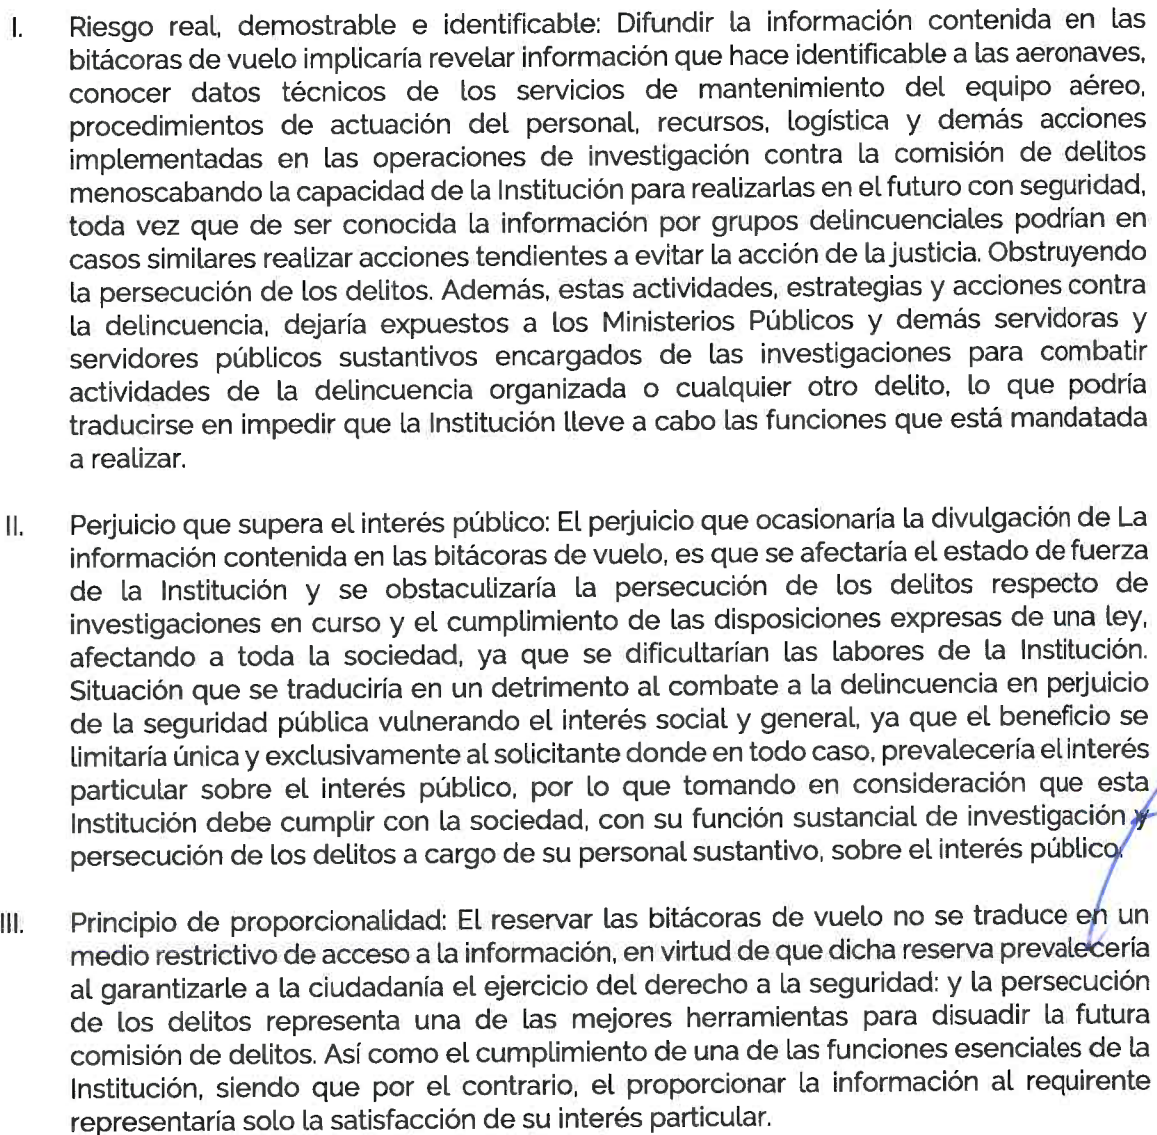 I. Riesgo real, demostrable e identificable: Difundir la información contenida en las
bitácoras de vuelo implicaría revelar información que hace identificable a las aeronaves,
conocer datos técnicos de los servicios de mantenimiento del equipo aéreo,
procedimientos de actuación del personal, recursos, logística y demás acciones
implementadas en las operaciones de investigación contra la comisión de delitos
menoscabando la capacidad de la Institución para realizarlas en el futuro con seguridad,
toda vez que de ser conocida la información por grupos delincuenciales podrían en
casos similares realizar acciones tendientes a evitar la acción de la justicia. Obstruyendo
la persecución de los delitos. Además, estas actividades, estrategias y acciones contra
la delincuencia, dejaría expuestos a los Ministerios Públicos y demás servidoras y
servidores públicos sustantivos encargados de las investigaciones para combatir
actividades de la delincuencia organizada o cualquier otro delito, lo que podría
traducirse en impedir que la Institución lleve a cabo las funciones que está mandatada
a realizar.
II. Perjuicio que supera el interés público: El perjuicio que ocasionaría la divulgación de La
información contenida en las bitácoras de vuelo, es que se afectaría el estado de fuerza
de la Institución y se obstaculizaría la persecución de los delitos respecto de
investigaciones en curso y el cumplimiento de las disposiciones expresas de una ley,
afectando a toda la sociedad, ya que se dificultarían las labores de la Institución.
Situación que se traduciría en un detrimento al combate a la delincuencia en perjuicio
de la seguridad pública vulnerando el interés social y general, ya que el beneficio se
limitaría única y exclusivamente al solicitante donde en todo caso, prevalecería el interés
particular sobre el interés público, por lo que tomando en consideración que esta
Institución debe cumplir con la sociedad, con su función sustancial de investigación y
persecución de los delitos a cargo de su personal sustantivo, sobre el interés público.
III. Principio de proporcionalidad: El reservar las bitácoras de vuelo no se traduce en un
medio restrictivo de acceso a la información, en virtud de que dicha reserva prevalecería
al garantizarle a la ciudadanía el ejercicio del derecho a la seguridad: y la persecución
de los delitos representa una de las mejores herramientas para disuadir la futura
comisión de delitos. Así como el cumplimiento de una de las funciones esenciales de la
Institución, siendo que por el contrario, el proporcionar la información al requirente
representaría solo la satisfacción de su interés particular.